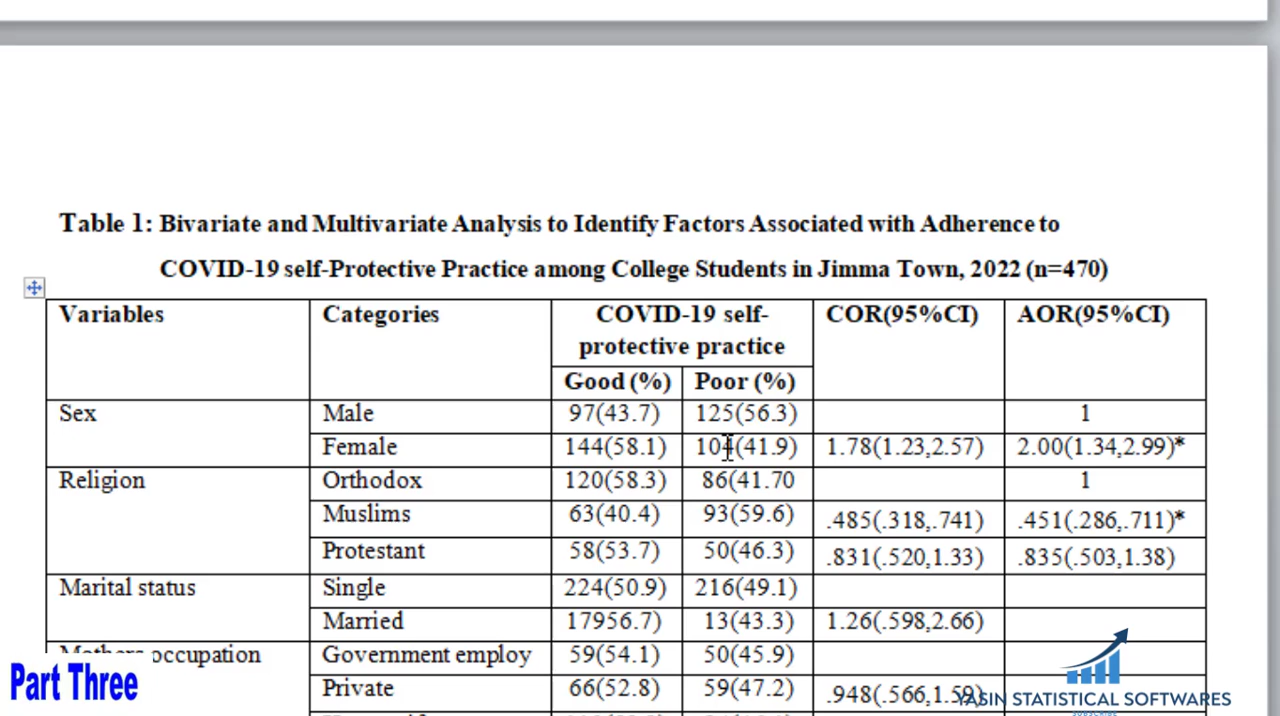 Table 1: Bivariate and Multivariate Analysis to Identify Factors Associated with Adherence to
COVID-19 self-Protective Practice among College Students in Jimma Town, 2022 (n=470)
Variables Categories COVID-19 self- COR(95%CI) AOR(95%CI)
protective practice
Good (%) Poor (%)
Sex Male 97(43.7) 125(56.3) 1
Female 144(58.1) 104(41.9) 1.78(1.23,2.57) 2.00(1.34,2.99)*
Religion Orthodox 120(58.3) 86(41.70 1
Muslims 63(40.4) 93(59.6) .485(.318,.741) .451(.286,.711)*
Protestant 58(53.7) 50(46.3) .831(.520,1.33) .835(.503,1.38)
Marital status Single 224(50.9) 216(49.1)
Married 17956.7) 13(43.3) 1.26(.598,2.66)
Mothers occupation Government employ 59(54.1) 50(45.9)
Private 66(52.8) 59(47.2) .948(.566,1.59)
Part Three
YASIN STATISTICAL SOFTWARES
SUBSCRIBE